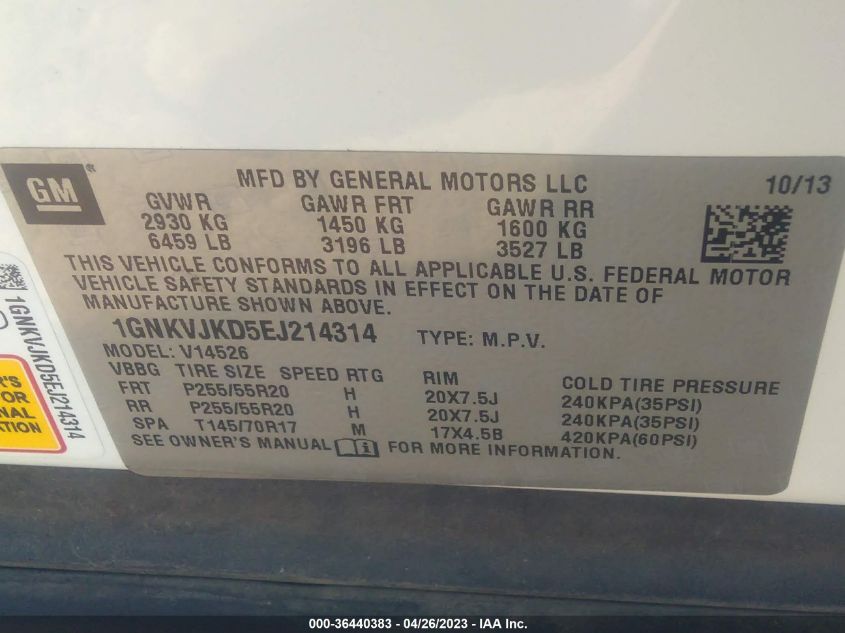 GM
MFD BY GENERAL MOTORS LLC
10/13
GVWR GAWR FRT GAWR RR
2930 KG 1450 KG 1600 KG
6459 LB 3196 LB 3527 LB
THIS VEHICLE CONFORMS TO ALL APPLICABLE U.S. FEDERAL MOTOR
VEHICLE SAFETY STANDARDS IN EFFECT ON THE DATE OF
MANUFACTURE SHOWN ABOVE.
1GNKVJKD5EJ214314 TYPE: M.P.V.
MODEL: V14526
VBBG TIRE SIZE SPEED RTG RIM COLD TIRE PRESSURE
FRT P255/55R20 H 20X7.5J 240KPA(35PSI)
RR P255/55R20 H 20X7.5J 240KPA(35PSI)
SPA T145/70R17 M 17X4.5B 420KPA(60PSI)
SEE OWNER'S MANUAL FOR MORE INFORMATION.
1GNKVJKD5EJ214314
000-36440383 - 04/26/2023 - IAA Inc.